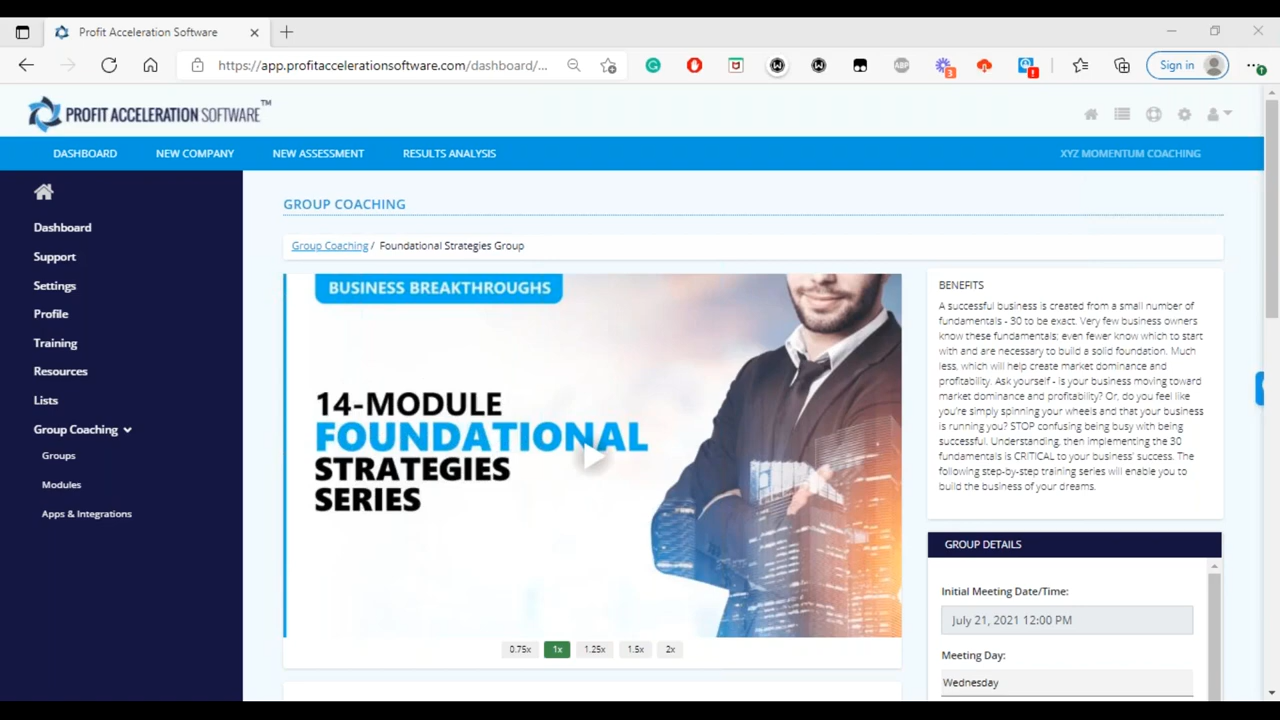 Profit Acceleration Software
https://app.profitaccelerationsoftware.com/dashboard/...
ABP
3
!
Sign in
1
PROFIT ACCELERATION SOFTWARE™
DASHBOARD
NEW COMPANY
NEW ASSESSMENT
RESULTS ANALYSIS
XYZ MOMENTUM COACHING
Dashboard
Support
Settings
Profile
Training
Resources
Lists
Group Coaching
Groups
Modules
Apps & Integrations
GROUP COACHING
Group Coaching / Foundational Strategies Group
BUSINESS BREAKTHROUGHS
14-MODULE
FOUNDATIONAL
STRATEGIES
SERIES
0.75x
1x
1.25x
1.5x
2x
BENEFITS
A successful business is created from a small number of
fundamentals - 30 to be exact. Very few business owners
know these fundamentals; even fewer know which to start
with and are necessary to build a solid foundation. Much
less, which will help create market dominance and
profitability. Ask yourself - is your business moving toward
market dominance and profitability? Or, do you feel like
you're simply spinning your wheels and that your business
is running you? STOP confusing being busy with being
successful. Understanding, then implementing the 30
fundamentals is CRITICAL to your business' success. The
following step-by-step training series will enable you to
build the business of your dreams.
GROUP DETAILS
Initial Meeting Date/Time:
July 21, 2021 12:00 PM
Meeting Day:
Wednesday